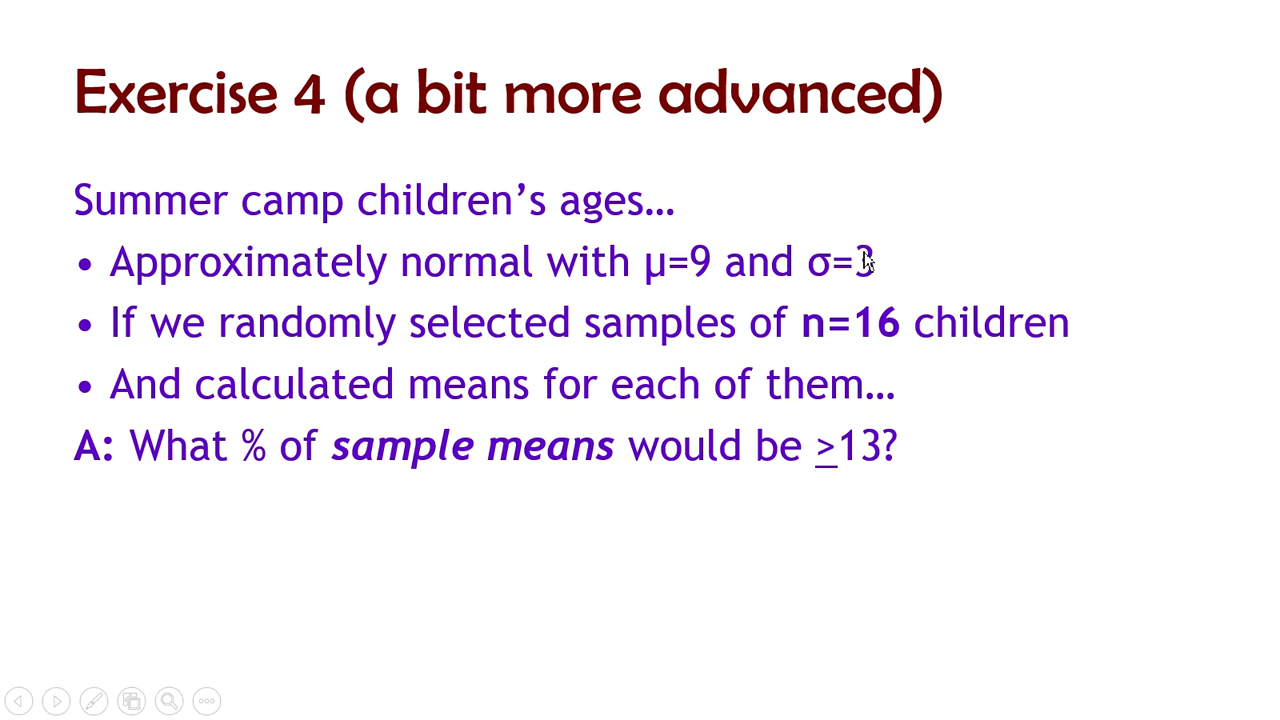 Exercise 4 (a bit more advanced)
Summer camp children’s ages…
• Approximately normal with µ=9 and σ=3
• If we randomly selected samples of n=16 children
• And calculated means for each of them…
A: What % of sample means would be >13?